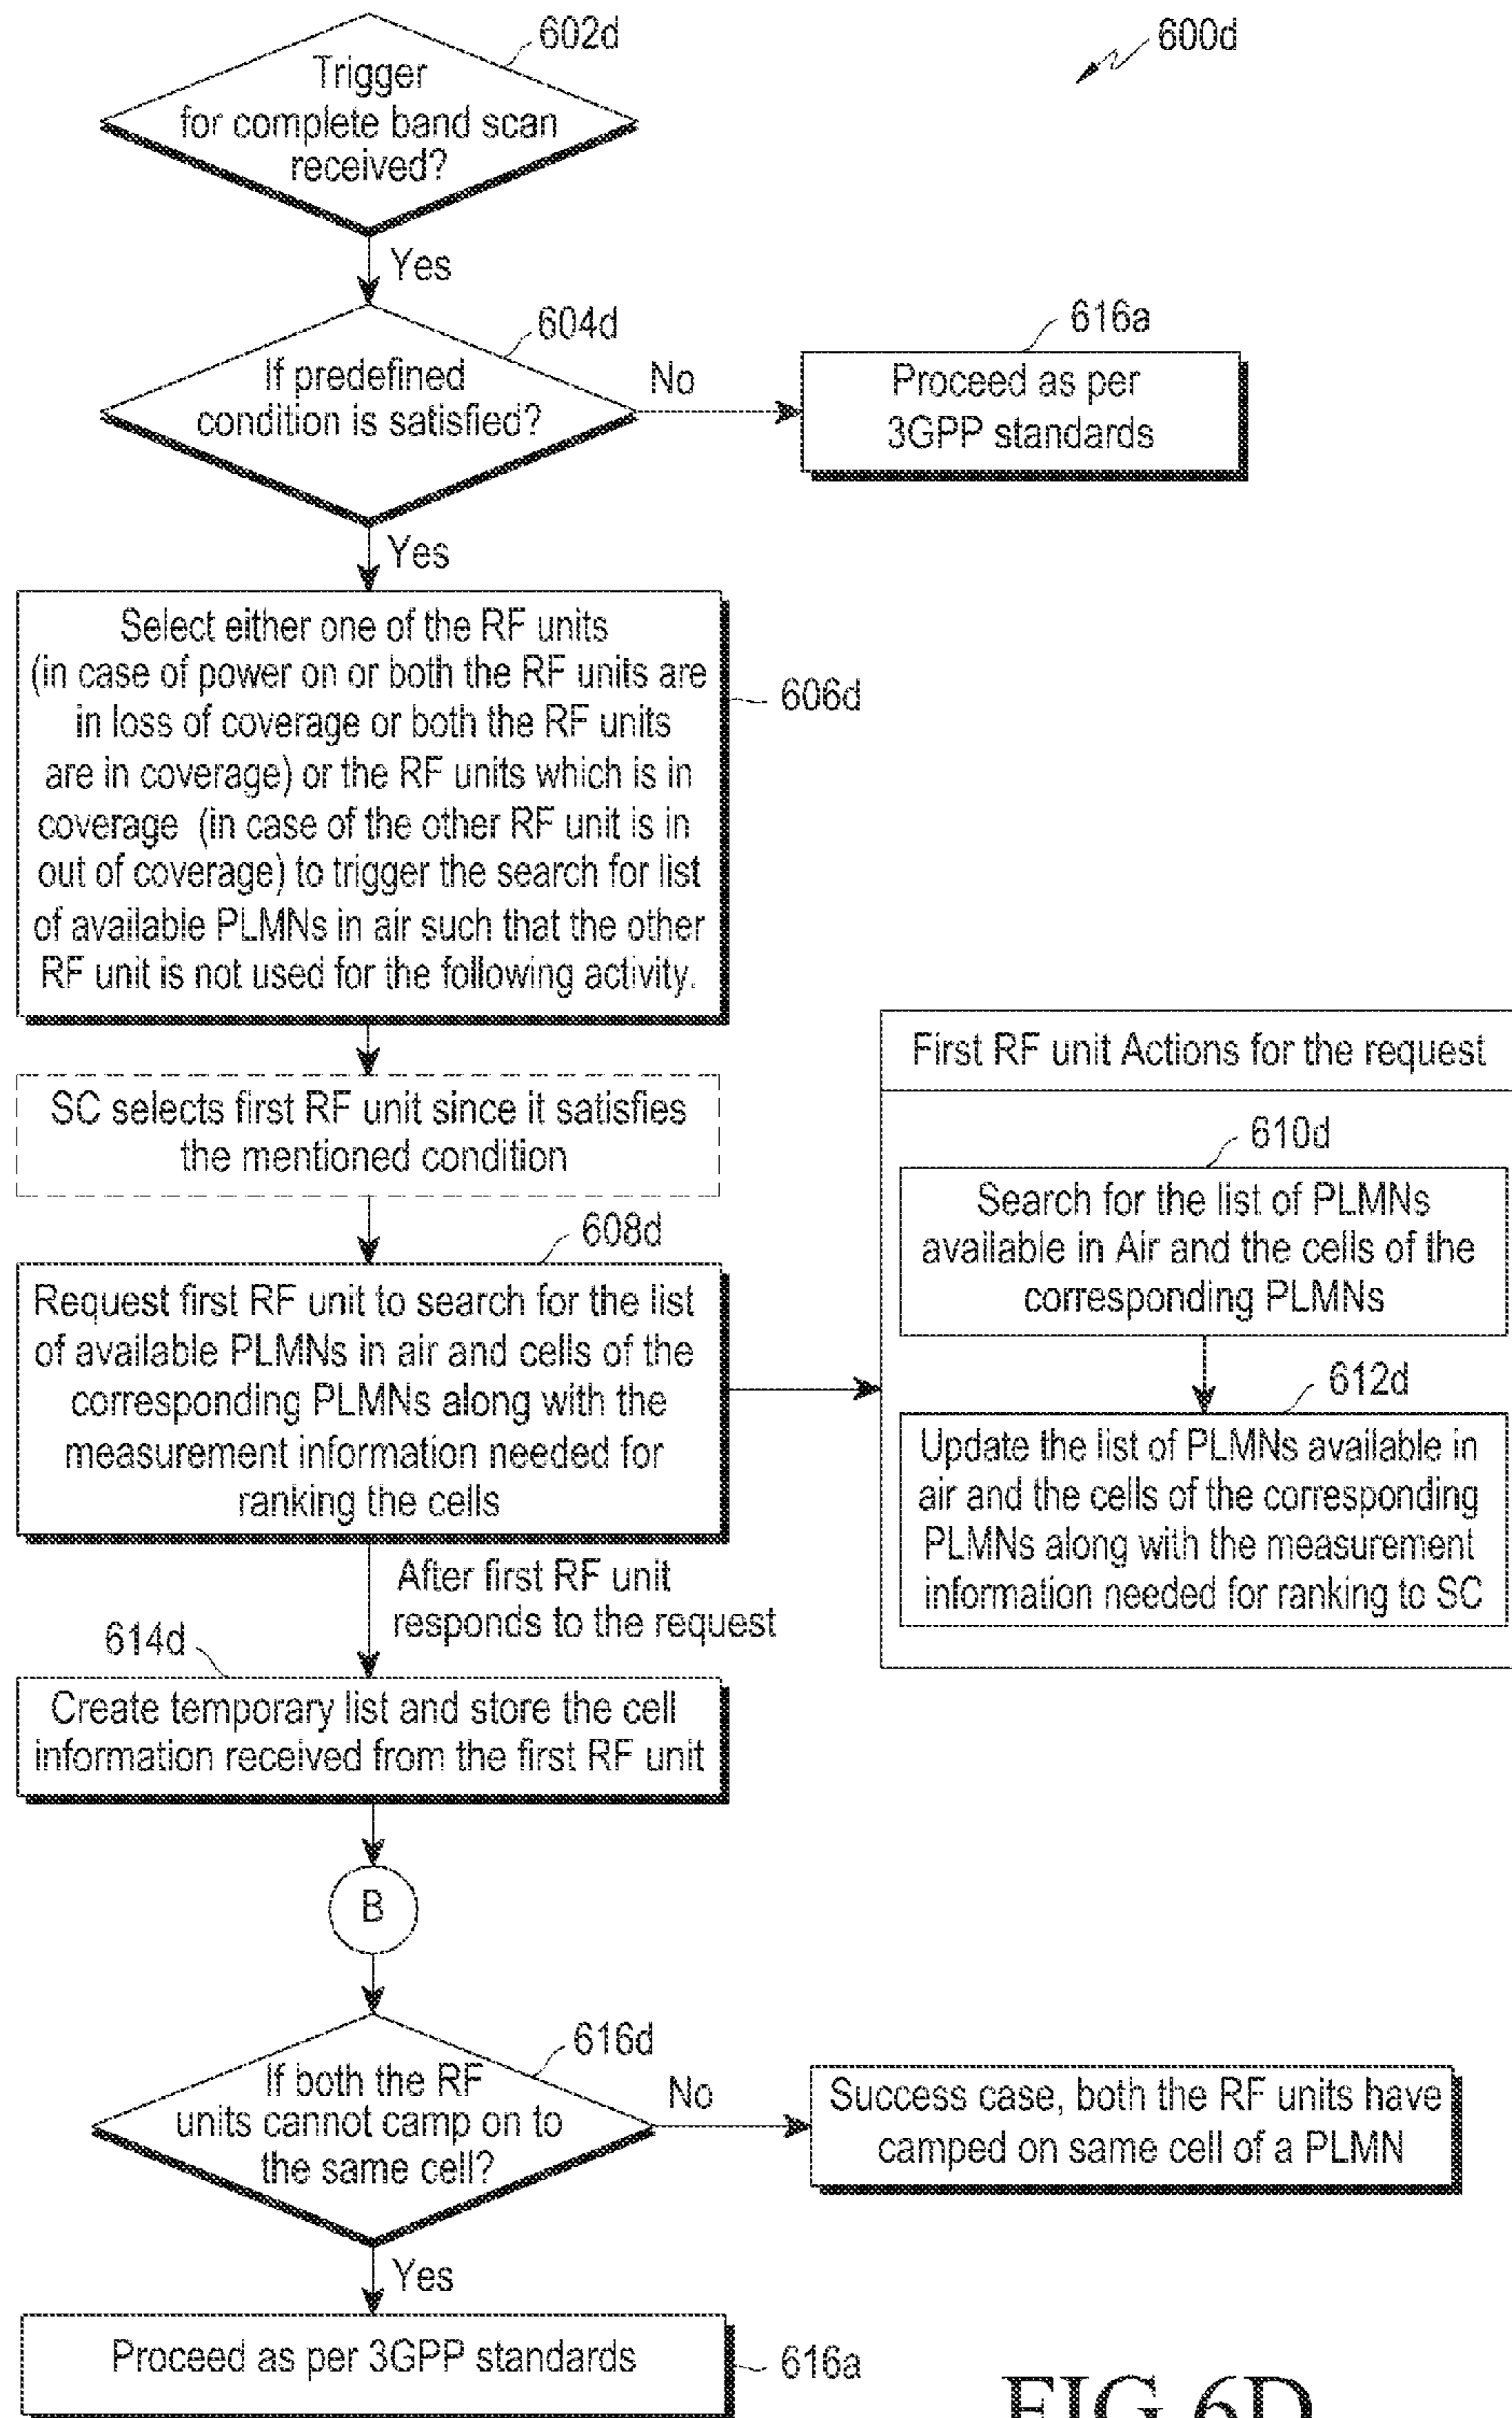 602d
600d
Trigger
for complete band scan
received?
Yes
604d
If predefined
condition is satisfied?
No
616a
Proceed as per
3GPP standards
Yes
Select either one of the RF units
(in case of power on or both the RF units are
in loss of coverage or both the RF units
are in coverage) or the RF units which is in
coverage (in case of the other RF unit is in
out of coverage) to trigger the search for list
of available PLMNs in air such that the other
RF unit is not used for the following activity.
606d
SC selects first RF unit since it satisfies
the mentioned condition
608d
Request first RF unit to search for the list
of available PLMNs in air and cells of the
corresponding PLMNs along with the
measurement information needed for
ranking the cells
First RF unit Actions for the request
610d
Search for the list of PLMNs
available in Air and the cells of the
corresponding PLMNs
612d
Update the list of PLMNs available in
air and the cells of the corresponding
PLMNs along with the measurement
information needed for ranking to SC
After first RF unit
responds to the request
614d
Create temporary list and store the cell
information received from the first RF unit
B
616d
If both the RF
units cannot camp on to
the same cell?
No
Success case, both the RF units have
camped on same cell of a PLMN
Yes
Proceed as per 3GPP standards
616a
FIG.6D